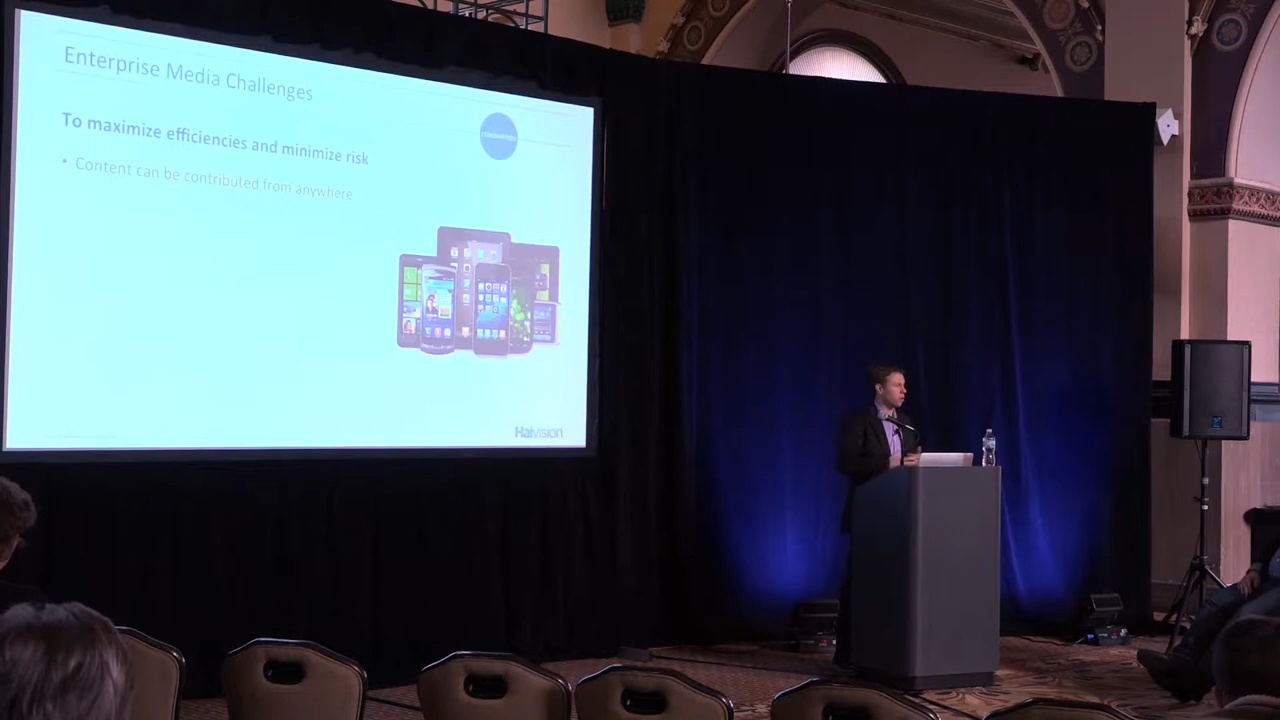 Enterprise Media Challenges
To maximize efficiencies and minimize risk
• Content can be contributed from anywhere
Haivision